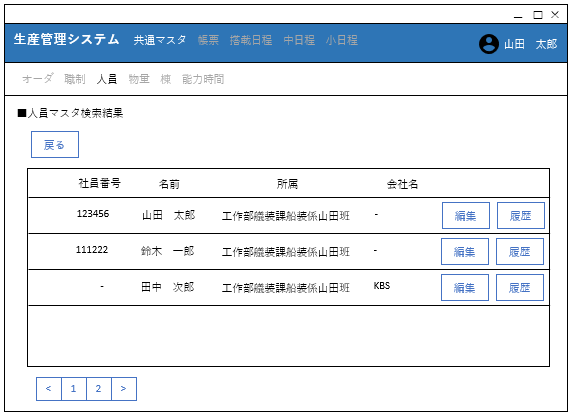 生産管理システム 共通マスタ 帳票 搭載日程 中日程 小日程 山田 太郎
オーダ 職制 人員 物量 棟 能力時間
■人員マスタ検索結果
戻る
社員番号 名前 所属 会社名
123456 山田 太郎 工作部艤装課船装係山田班 - 編集 履歴
111222 鈴木 一郎 工作部艤装課船装係山田班 - 編集 履歴
- 田中 次郎 工作部艤装課船装係山田班 KBS 編集 履歴
< 1 2 >